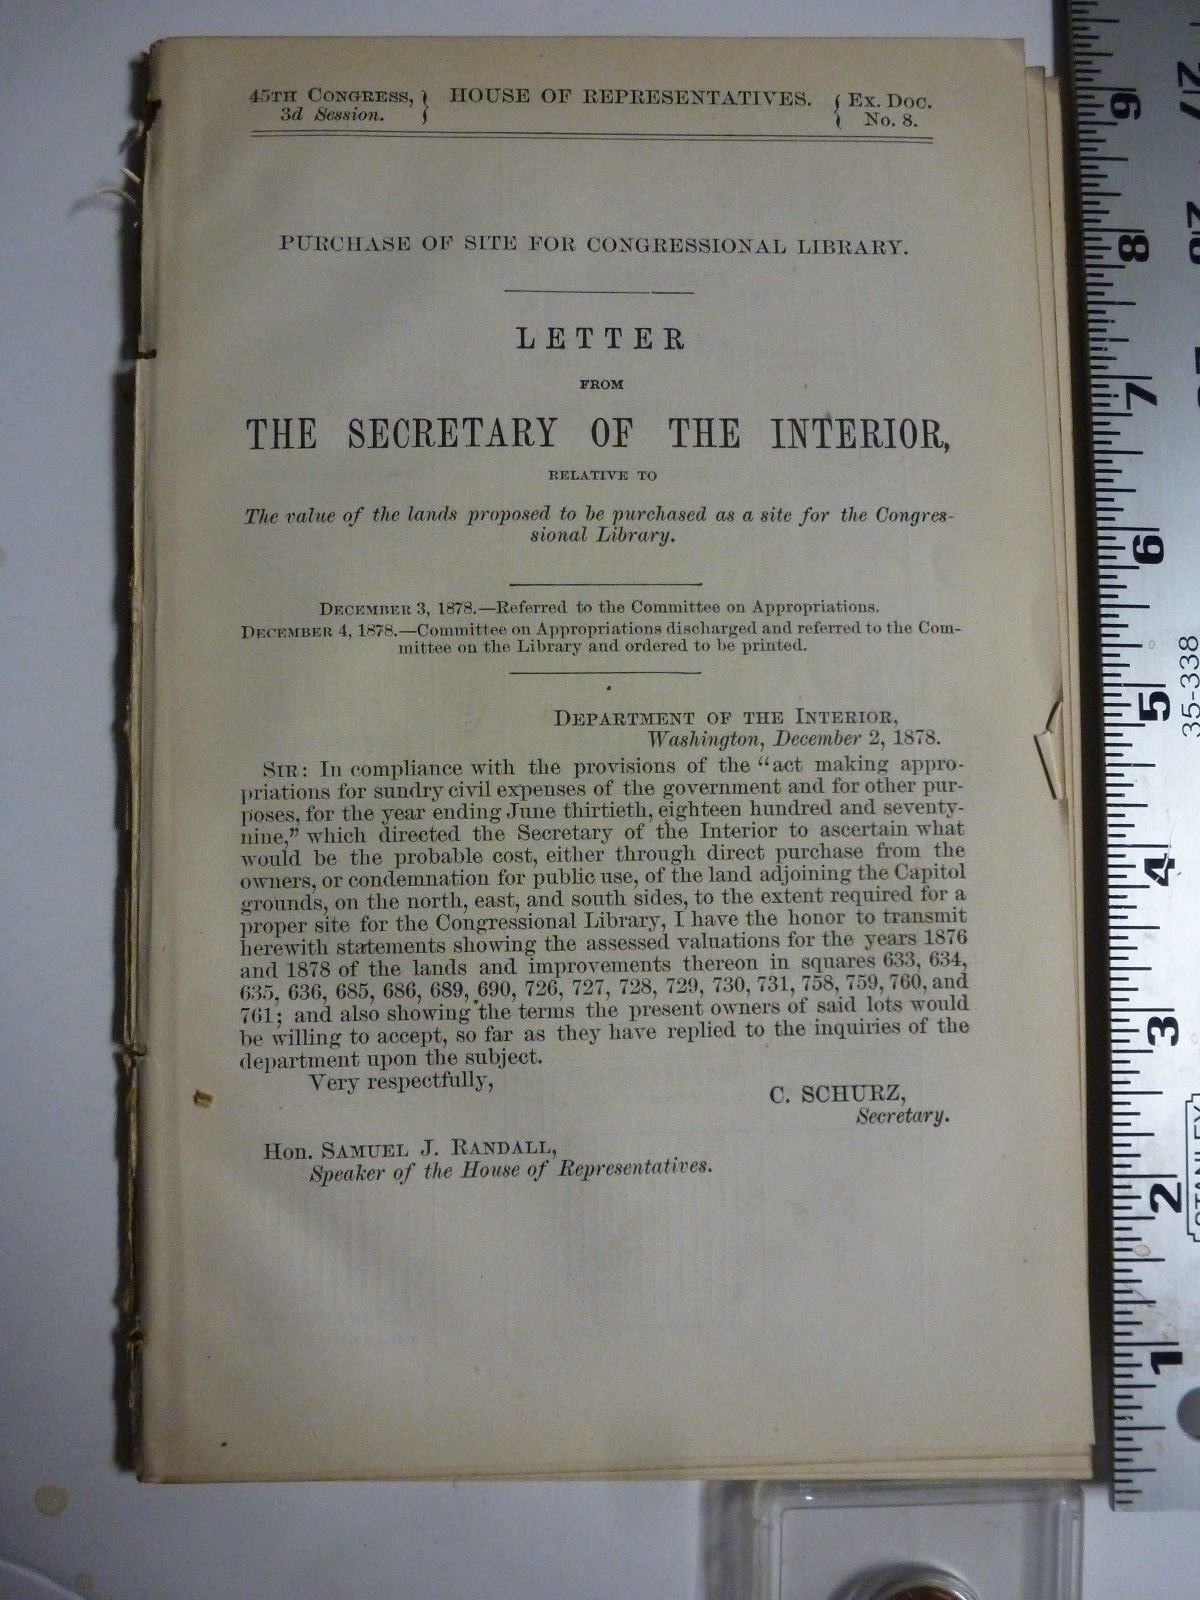 45TH CONGRESS,
3d Session.
HOUSE OF REPRESENTATIVES.
EX. DOC.
No. 8.
PURCHASE OF SITE FOR CONGRESSIONAL LIBRARY.
LETTER
FROM
THE SECRETARY OF THE INTERIOR,
RELATIVE TO
The value of the lands proposed to be purchased as a site for the Congres-
sional Library.
DECEMBER 3, 1878.—Referred to the Committee on Appropriations.
DECEMBER 4, 1878.—Committee on Appropriations discharged and referred to the Com-
mittee on the Library and ordered to be printed.
DEPARTMENT OF THE INTERIOR,
Washington, December 2, 1878.
SIR: In compliance with the provisions of the "act making appro-
priations for sundry civil expenses of the government and for other pur-
poses, for the year ending June thirtieth, eighteen hundred and seventy-
nine," which directed the Secretary of the Interior to ascertain what
would be the probable cost, either through direct purchase from the
owners, or condemnation for public use, of the land adjoining the Capitol
grounds, on the north, east, and south sides, to the extent required for a
proper site for the Congressional Library, I have the honor to transmit
herewith statements showing the assessed valuations for the years 1876
and 1878 of the lands and improvements thereon in squares 633, 634,
635, 636, 685, 686, 689, 690, 726, 727, 728, 729, 730, 731, 758, 759, 760, and
761; and also showing the terms the present owners of said lots would
be willing to accept, so far as they have replied to the inquiries of the
department upon the subject.
Very respectfully,
C. SCHURZ,
Secretary.
Hon. SAMUEL J. RANDALL,
Speaker of the House of Representatives.
9
8
7
6
5
4
3
2
1
35-338
STANLEY